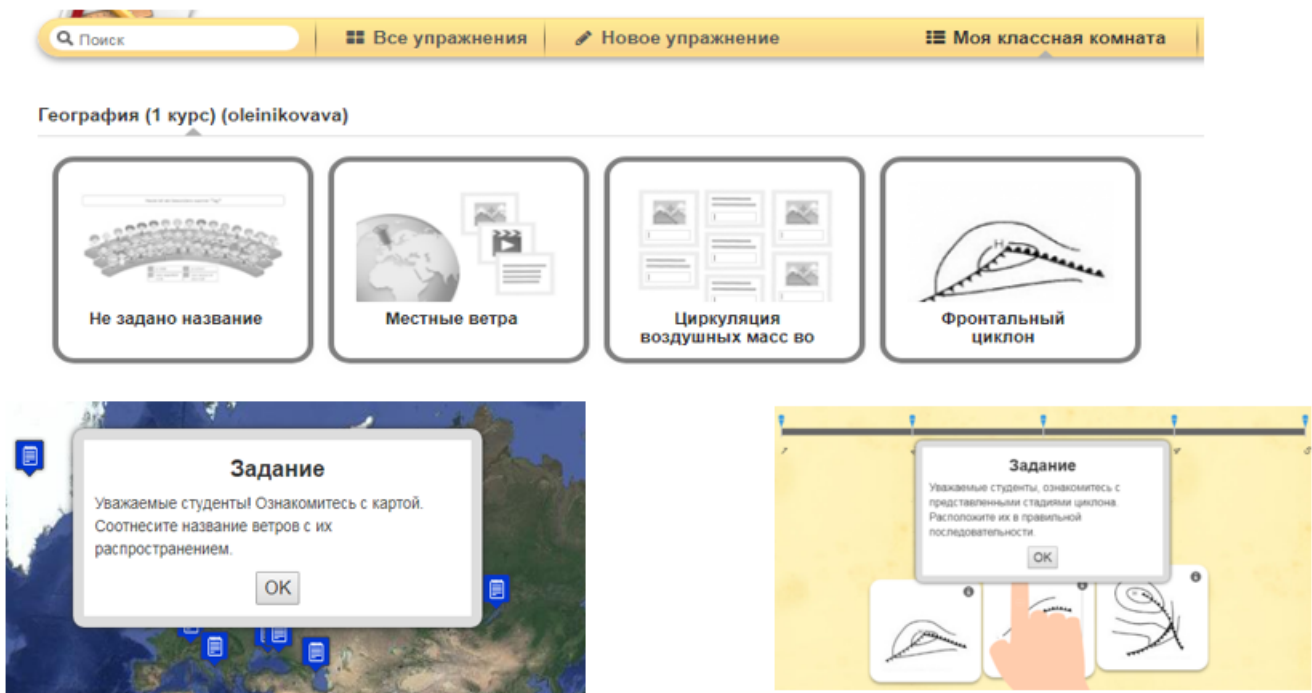 Поиск
Все упражнения
Новое упражнение
Моя классная комната
География (1 курс) (oleinikovava)
Не задано название
Местные ветра
Циркуляция
воздушных масс во
Фронтальный
циклон
H
Задание
Уважаемые студенты! Ознакомитесь с картой.
Соотнесите название ветров с их
распространением.
OK
Задание
Уважаемые студенты, ознакомитесь с
представленными стадиями циклона.
Расположите их в правильной
последовательности.
OK